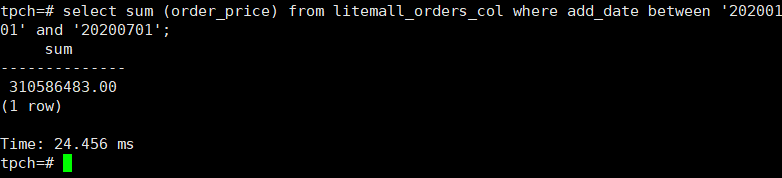 tpch=# select sum (order_price) from litemall_orders_col where add_date between '202001
01' and '20200701';
     sum
--------------
 310586483.00
(1 row)

Time: 24.456 ms
tpch=#